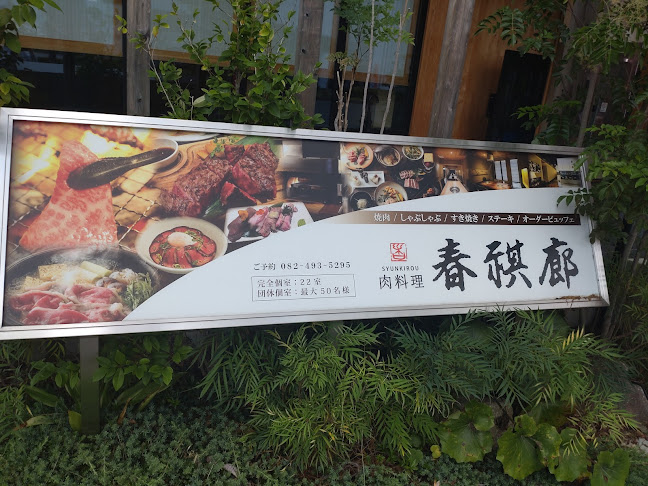 焼肉 / しゃぶしゃぶ / すき焼き / ステーキ / オーダービュッフェ
ご予約 082-493-5295
完全個室：22室
団体個室：最大50名様
春
SYUNKIROU
肉料理 春祺廊